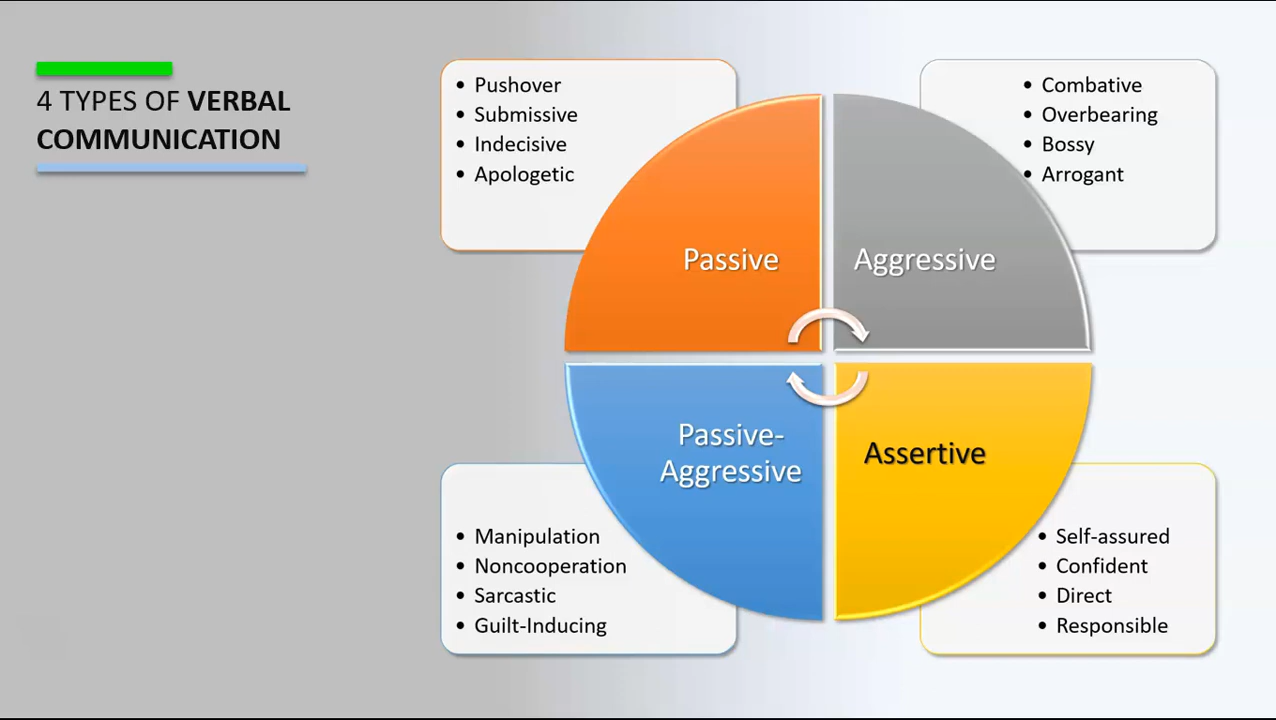 4 TYPES OF VERBAL
COMMUNICATION
• Pushover
• Submissive
• Indecisive
• Apologetic
• Combative
• Overbearing
• Bossy
• Arrogant
Passive
Aggressive
Passive-
Aggressive
Assertive
• Manipulation
• Noncooperation
• Sarcastic
• Guilt-Inducing
• Self-assured
• Confident
• Direct
• Responsible